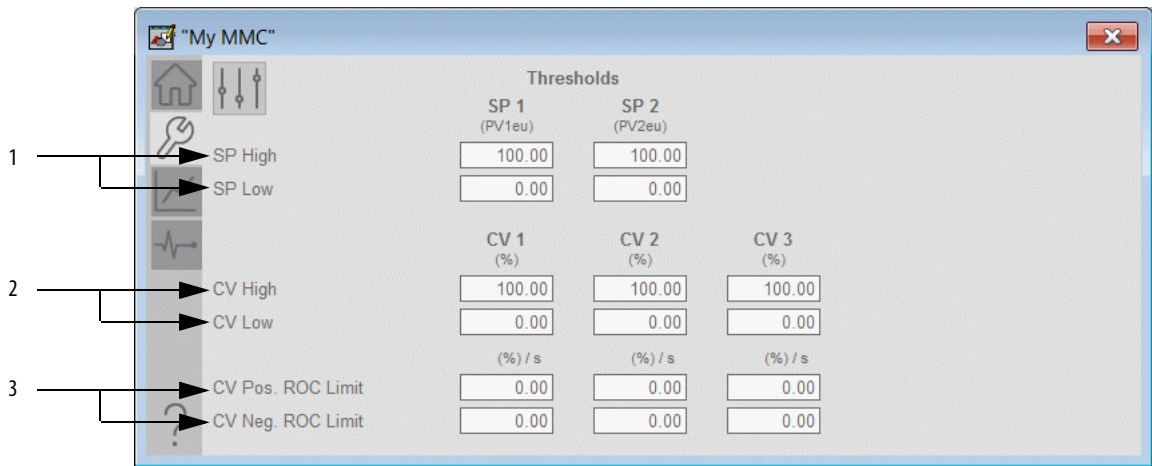 "My MMC"
Thresholds
SP 1 SP 2
(PV1eu) (PV2eu)
1 SP High 100.00 100.00
SP Low 0.00 0.00
CV 1 CV 2 CV 3
(%) (%) (%)
2 CV High 100.00 100.00 100.00
CV Low 0.00 0.00 0.00
(%) / s (%) / s (%) / s
3 CV Pos. ROC Limit 0.00 0.00 0.00
CV Neg. ROC Limit 0.00 0.00 0.00
?